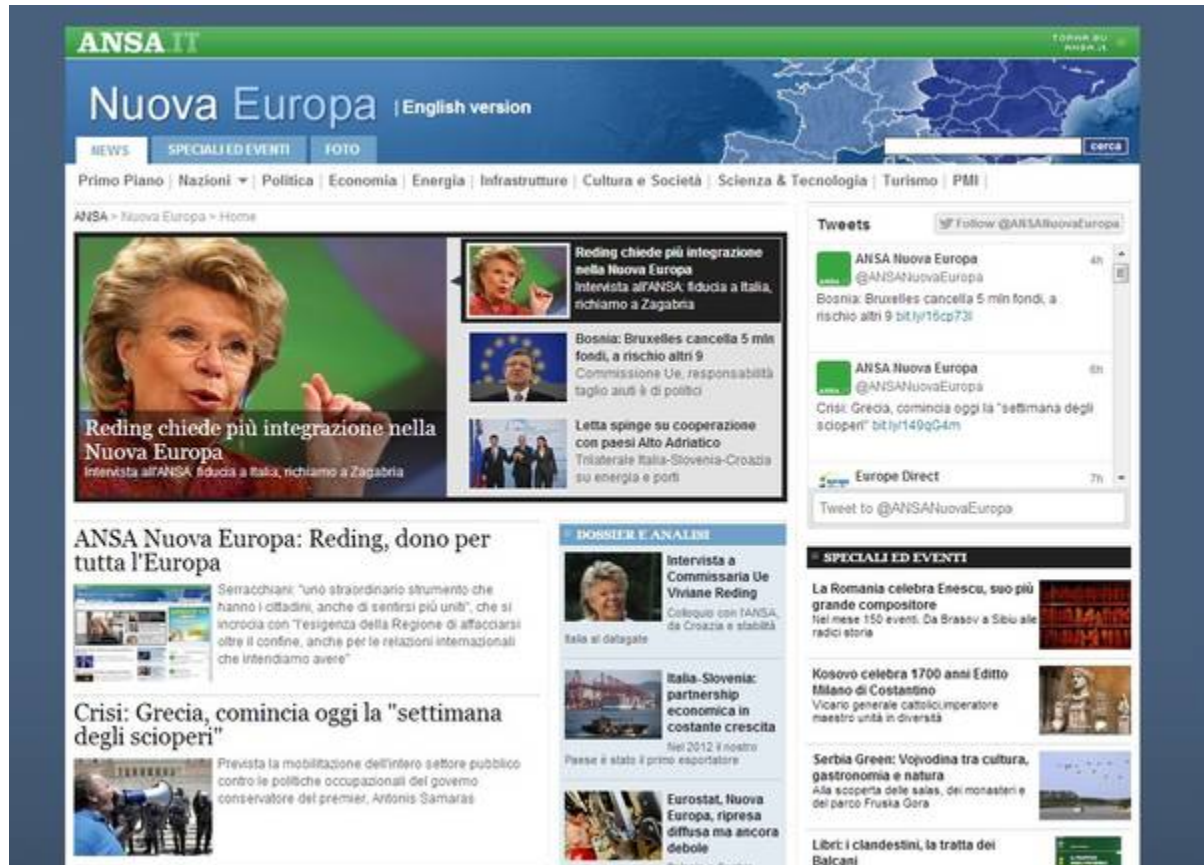 ANSA.IT
TORNA SU
ANSA.it
Nuova Europa | English version
NEWS SPECIALI ED EVENTI FOTO
cerca
Primo Piano | Nazioni | Politica | Economia | Energia | Infrastrutture | Cultura e Società | Scienza & Tecnologia | Turismo | PMI |
ANSA > Nuova Europa > Home
Reding chiede più integrazione nella
Nuova Europa
Intervista all'ANSA: fiducia a Italia, richiamo a Zagabria
Reding chiede più integrazione
nella Nuova Europa
Intervista all'ANSA: fiducia a Italia,
richiamo a Zagabria
Bosnia: Bruxelles cancella 5 mln
fondi, a rischio altri 9
Commissione Ue, responsabilità
taglio aiuti è di politici
Letta spinge su cooperazione
con paesi Alto Adriatico
Trilaterale Italia-Slovenia-Croazia
su energia e porti
Tweets
Follow @ANSANuovaEuropa
ANSA Nuova Europa 4h
@ANSANuovaEuropa
Bosnia: Bruxelles cancella 5 mln fondi, a
rischio altri 9 bit.ly/16cp73l
ANSA Nuova Europa 6h
@ANSANuovaEuropa
Crisi: Grecia, comincia oggi la "settimana degli
scioperi" bit.ly/149qG4m
Europe Direct 7h
Tweet to @ANSANuovaEuropa
ANSA Nuova Europa: Reding, dono per
tutta l'Europa
Serracchiani: "uno straordinario strumento che
hanno i cittadini, anche di sentirsi più uniti", che si
incrocia con "l'esigenza della Regione di affacciarsi
oltre il confine, anche per le relazioni internazionali
che intendiamo avere"
Crisi: Grecia, comincia oggi la "settimana
degli scioperi"
Prevista la mobilitazione dell'intero settore pubblico
contro le politiche occupazionali del governo
conservatore del premier, Antonis Samaras
DOSSIER E ANALISI
Intervista a
Commissaria Ue
Viviane Reding
Colloquio con l'ANSA,
da Croazia e stabilità
Italia al datagate
Italia-Slovenia:
partnership
economica in
costante crescita
Nel 2012 il nostro
Paese è stato il primo esportatore
Eurostat, Nuova
Europa, ripresa
diffusa ma ancora
debole
SPECIALI ED EVENTI
La Romania celebra Enescu, suo più
grande compositore
Nel mese 150 eventi. Da Brasov a Sibiu alle
radici storia
Kosovo celebra 1700 anni Editto
Milano di Costantino
Vicario generale cattolici,imperatore
maestro unità in diversità
Serbia Green: Vojvodina tra cultura,
gastronomia e natura
Alla scoperta delle salas, dei monasteri e
del parco Fruska Gora
Libri: i clandestini, la tratta dei
Balcani